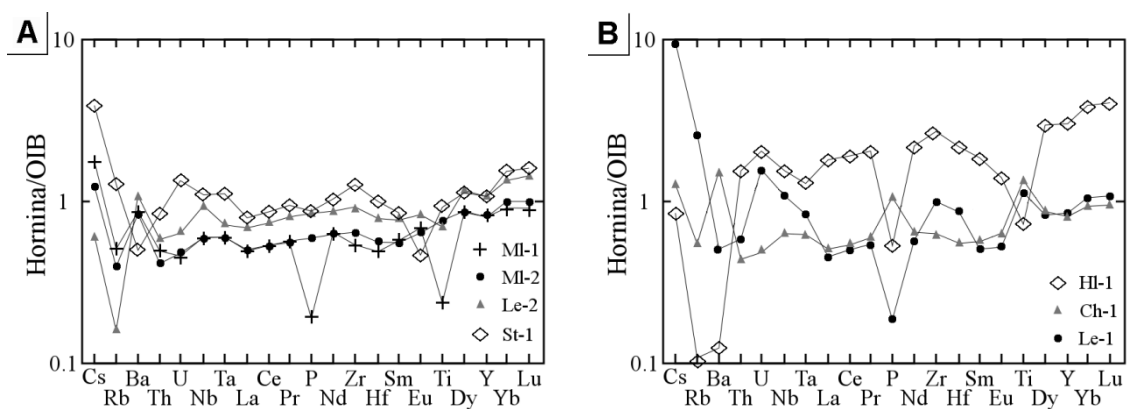 A
10
1
0.1
Hornina/OIB
Ml-1
Ml-2
Le-2
St-1
Cs Ba U Ta Ce P Zr Sm Ti Y Lu
Rb Th Nb La Pr Nd Hf Eu Dy Yb
B
10
1
0.1
Hornina/OIB
Hl-1
Ch-1
Le-1
Cs Ba U Ta Ce P Zr Sm Ti Y Lu
Rb Th Nb La Pr Nd Hf Eu Dy Yb